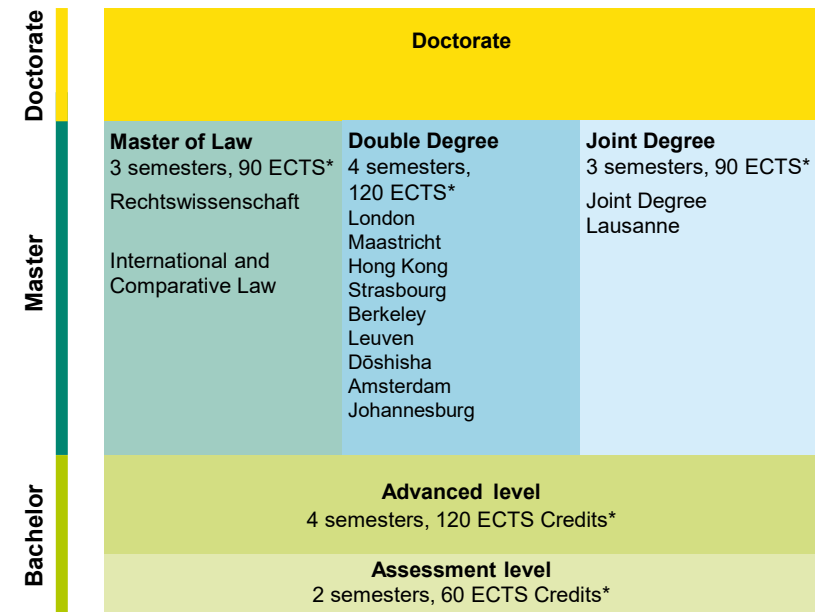 Doctorate
Doctorate
Master
Master of Law
3 semesters, 90 ECTS*
Rechtswissenschaft
International and
Comparative Law
Double Degree
4 semesters,
120 ECTS*
London
Maastricht
Hong Kong
Strasbourg
Berkeley
Leuven
Dōshisha
Amsterdam
Johannesburg
Joint Degree
3 semesters, 90 ECTS*
Joint Degree
Lausanne
Bachelor
Advanced level
4 semesters, 120 ECTS Credits*
Assessment level
2 semesters, 60 ECTS Credits*